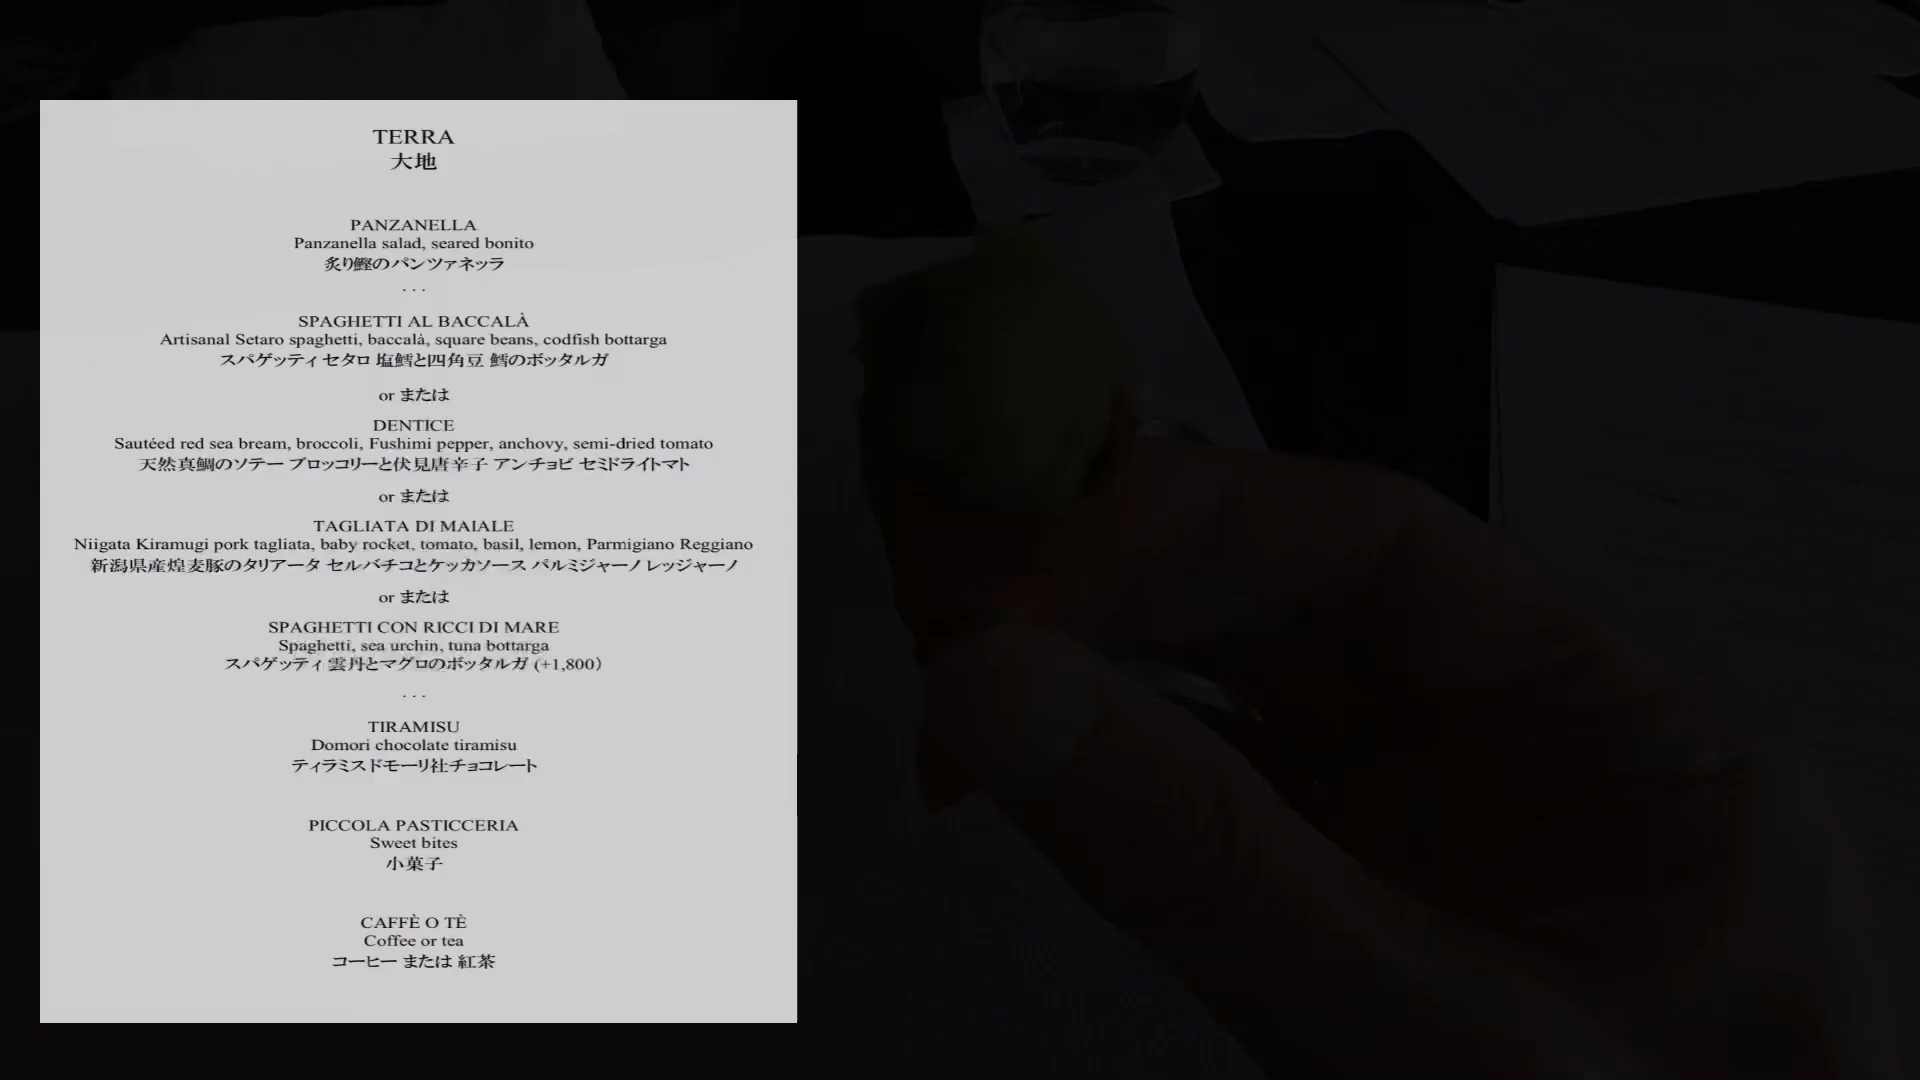 TERRA
大地
PANZANELLA
Panzanella salad, seared bonito
炙り鰹のパンツァネッラ
...
SPAGHETTI AL BACCALÀ
Artisanal Setaro spaghetti, baccalà, square beans, codfish bottarga
スパゲッティ セタロ 塩鱈と四角豆 鱈のボッタルガ
or または
DENTICE
Sautéed red sea bream, broccoli, Fushimi pepper, anchovy, semi-dried tomato
天然真鯛のソテー ブロッコリーと伏見唐辛子 アンチョビ セミドライトマト
or または
TAGLIATA DI MAIALE
Niigata Kiramugi pork tagliata, baby rocket, tomato, basil, lemon, Parmigiano Reggiano
新潟県産煌麦豚のタリアータ セルバチコとケッカソース パルミジャーノ レッジャーノ
or または
SPAGHETTI CON RICCI DI MARE
Spaghetti, sea urchin, tuna bottarga
スパゲッティ 雲丹とマグロのボッタルガ (+1,800)
...
TIRAMISU
Domori chocolate tiramisu
ティラミス ドモーリ社チョコレート
PICCOLA PASTICCERIA
Sweet bites
小菓子
CAFFÈ O TÈ
Coffee or tea
コーヒー または 紅茶